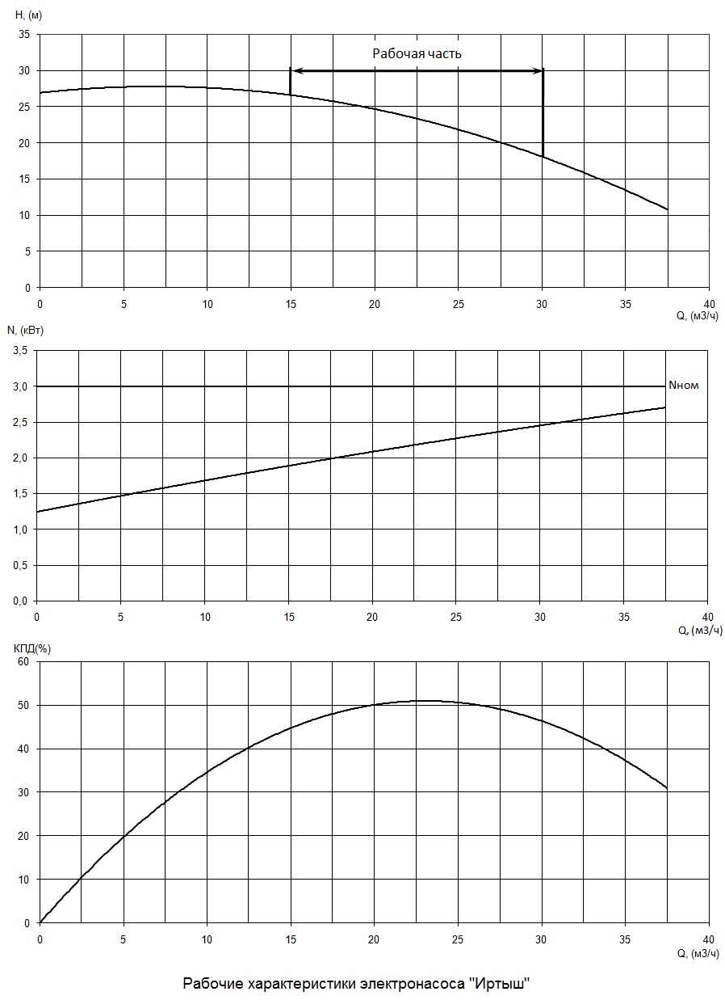 H, (м)
35
Рабочая часть
30
25
20
15
10
5
0
0 5 10 15 20 25 30 35 40
Q, (м3/ч)
N, (кВт)
3,5
3,0
Nном
2,5
2,0
1,5
1,0
0,5
0,0
0 5 10 15 20 25 30 35 40
Q, (м3/ч)
КПД(%)
60
50
40
30
20
10
0
0 5 10 15 20 25 30 35 40
Q, (м3/ч)
Рабочие характеристики электронасоса "Иртыш"